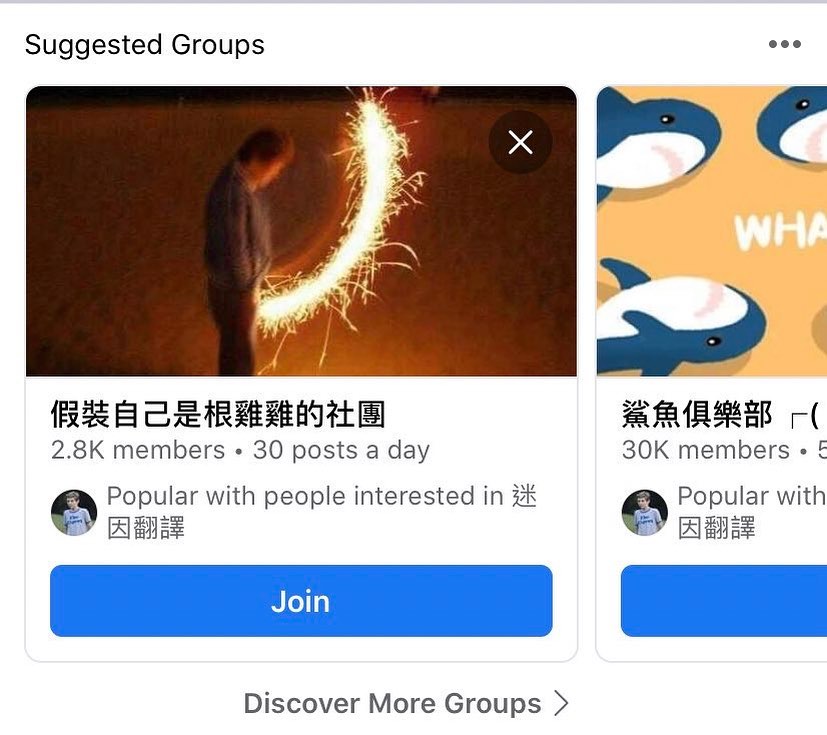 Suggested Groups
WHA
假裝自己是根雞雞的社團
2.8K members • 30 posts a day
Popular with people interested in 迷
因翻譯
Join
鯊魚俱樂部 ┌(
30K members • 5
Popular with
因翻譯
Discover More Groups